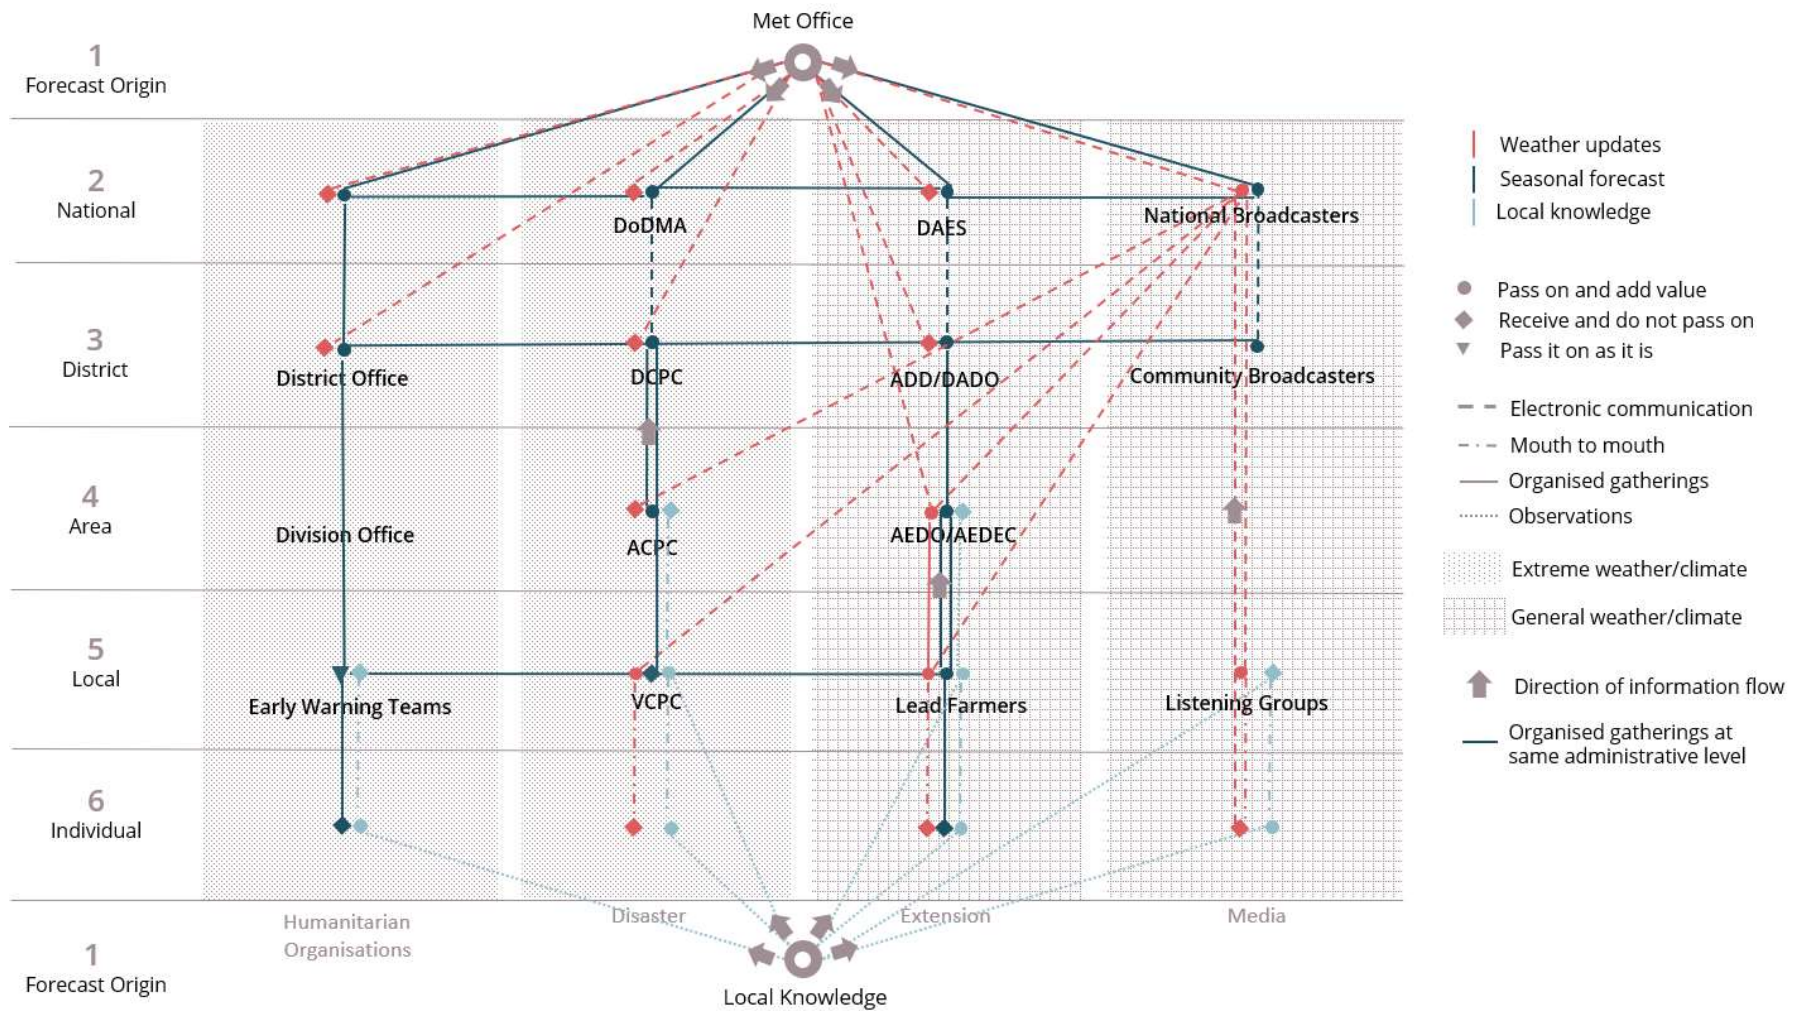 Met Office
1
Forecast Origin
2
National
DoDMA
DAES
National Broadcasters
3
District
District Office
DCPC
ADD/DADO
Community Broadcasters
4
Area
Division Office
ACPC
AEDO/AEDEC
5
Local
Early Warning Teams
VCPC
Lead Farmers
Listening Groups
6
Individual
Humanitarian
Organisations
Disaster
Extension
Media
1
Forecast Origin
Local Knowledge
Weather updates
Seasonal forecast
Local knowledge
Pass on and add value
Receive and do not pass on
Pass it on as it is
Electronic communication
Mouth to mouth
Organised gatherings
Observations
Extreme weather/climate
General weather/climate
Direction of information flow
Organised gatherings at
same administrative level